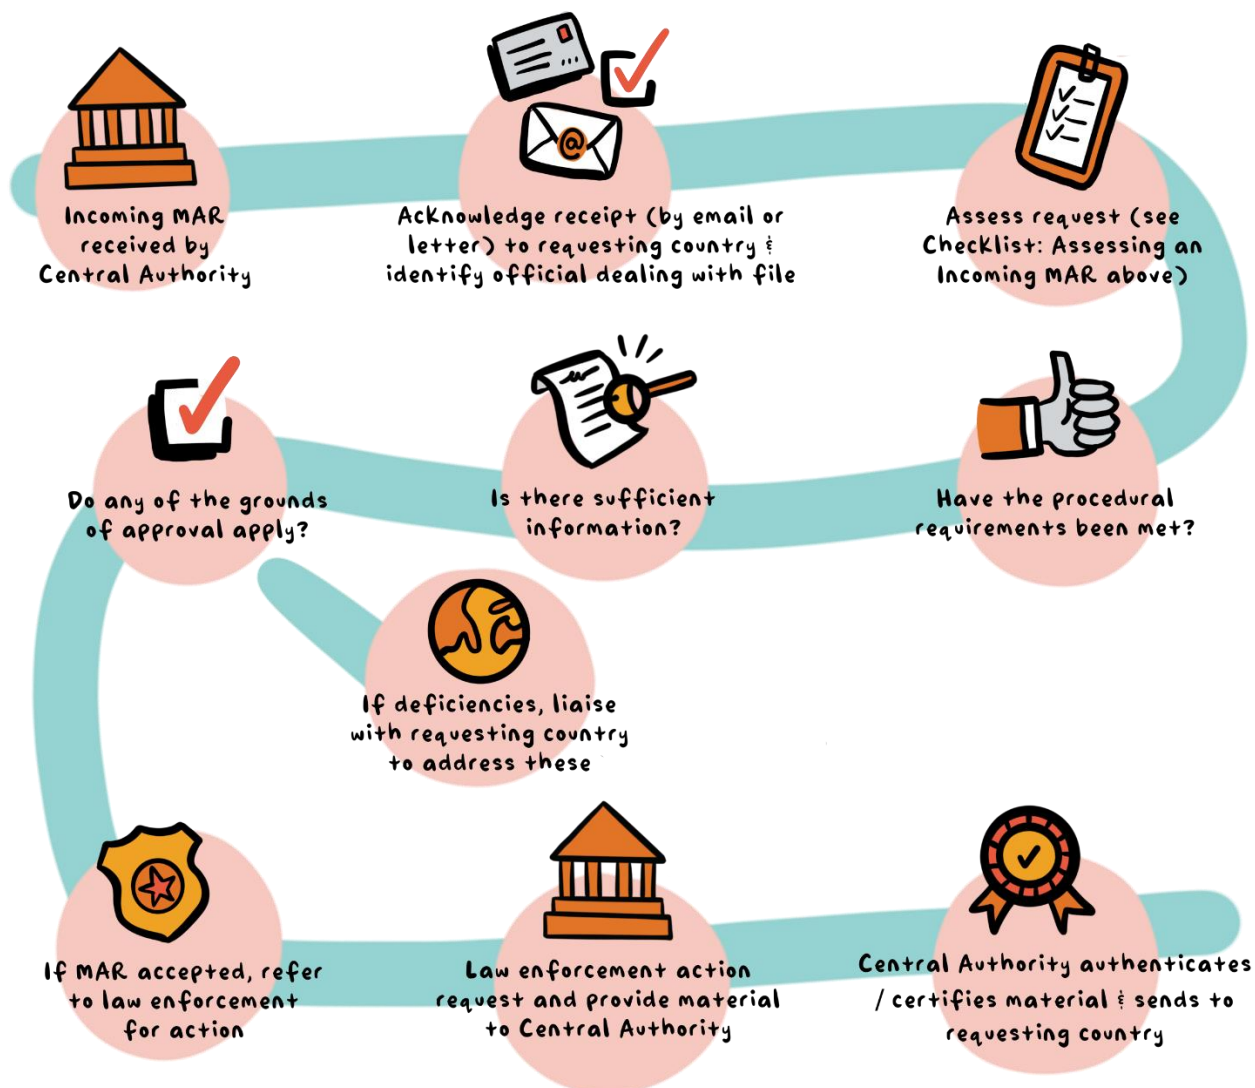 Incoming MAR
received by
Central Authority
Acknowledge receipt (by email or
letter) to requesting country &
identify official dealing with file
Assess request (see
Checklist: Assessing an
Incoming MAR above)
Do any of the grounds
of approval apply?
Is there sufficient
information?
Have the procedural
requirements been met?
If deficiencies, liaise
with requesting country
to address these
If MAR accepted, refer
to law enforcement
for action
Law enforcement action
request and provide material
to Central Authority
Central Authority authenticates
/ certifies material & sends to
requesting country